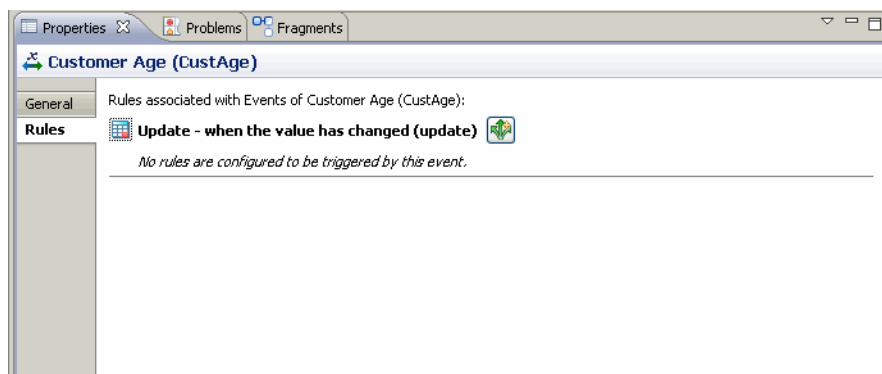 Properties Problems Fragments
Customer Age (CustAge)
General
Rules
Rules associated with Events of Customer Age (CustAge):
Update - when the value has changed (update)
No rules are configured to be triggered by this event.